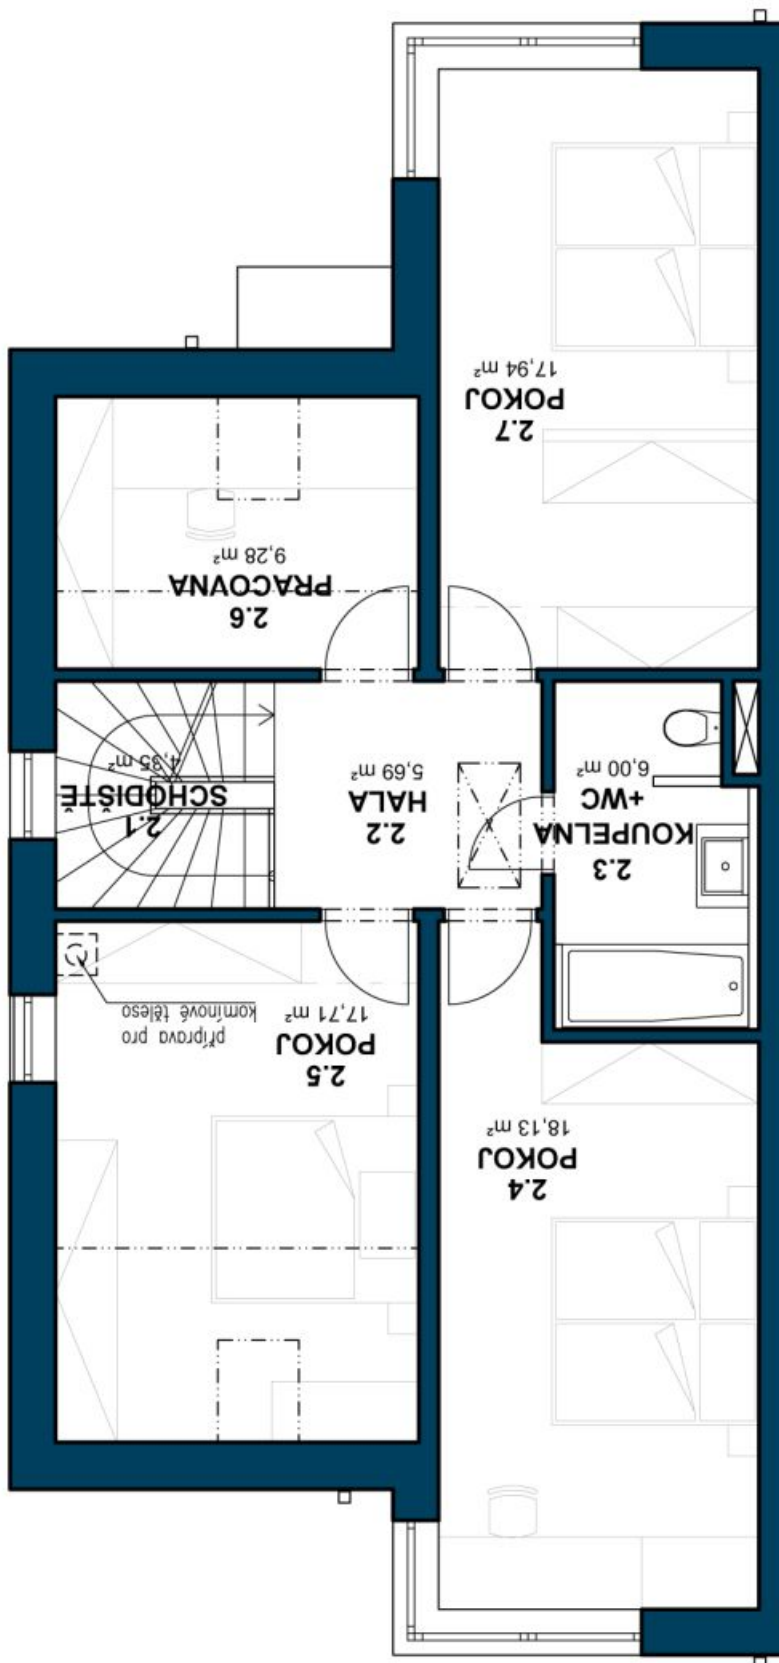 2.1
SCHODIŠTĚ
4,35 m²
2.2
HALA
5,69 m²
2.3
KOUPELNA
+WC
6,00 m²
2.4
POKOJ
18,13 m²
2.5
POKOJ
17,71 m²
příprava pro
komínové těleso
2.6
PRACOVNA
9,28 m²
2.7
POKOJ
17,94 m²